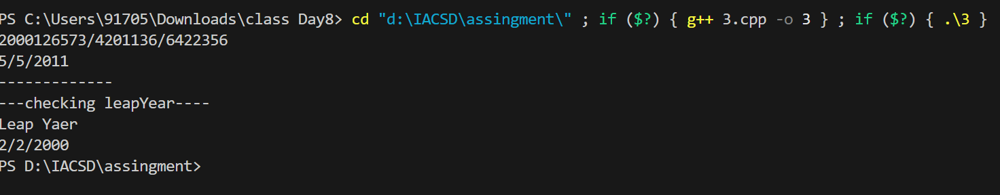 PS C:\Users\91705\Downloads\class Day8> cd "d:\IACSD\assingment\" ; if ($?) { g++ 3.cpp -o 3 } ; if ($?) { .\3 }
2000126573/4201136/6422356
5/5/2011
-------------
---checking leapYear----
Leap Yaer
2/2/2000
PS D:\IACSD\assingment>